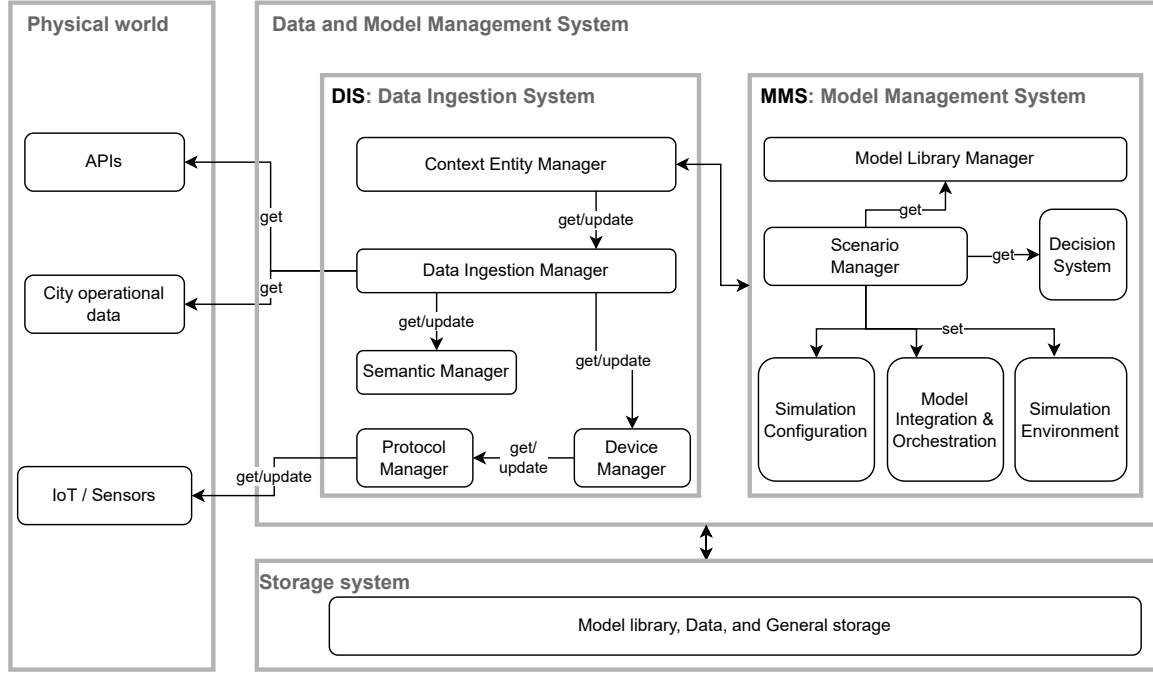 Physical world
APIs
City operational
data
IoT / Sensors
get
get
get/update
Data and Model Management System
DIS: Data Ingestion System
Context Entity Manager
get/update
Data Ingestion Manager
get/update
Semantic Manager
get/update
Protocol
Manager
get/
update
Device
Manager
MMS: Model Management System
Model Library Manager
get
Scenario
Manager
get
Decision
System
set
Simulation
Configuration
Model
Integration &
Orchestration
Simulation
Environment
Storage system
Model library, Data, and General storage